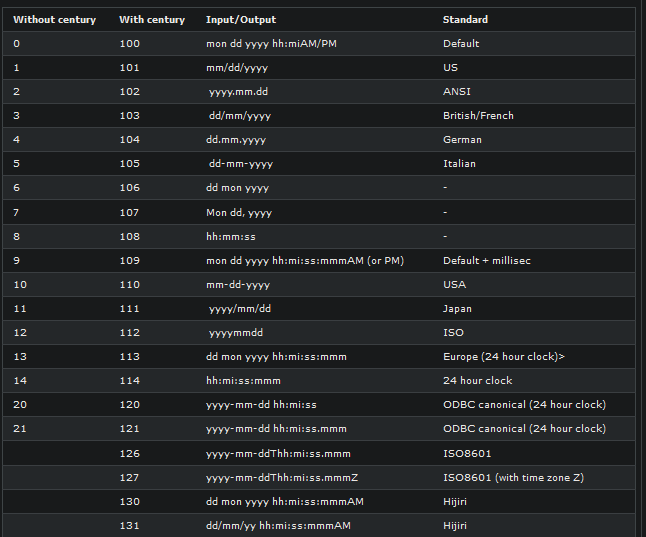 Without century With century Input/Output Standard
0 100 mon dd yyyy hh:miAM/PM Default
1 101 mm/dd/yyyy US
2 102 yyyy.mm.dd ANSI
3 103 dd/mm/yyyy British/French
4 104 dd.mm.yyyy German
5 105 dd-mm-yyyy Italian
6 106 dd mon yyyy -
7 107 Mon dd, yyyy -
8 108 hh:mm:ss -
9 109 mon dd yyyy hh:mi:ss:mmmAM (or PM) Default + millisec
10 110 mm-dd-yyyy USA
11 111 yyyy/mm/dd Japan
12 112 yyyymmdd ISO
13 113 dd mon yyyy hh:mi:ss:mmm Europe (24 hour clock)>
14 114 hh:mi:ss:mmm 24 hour clock
20 120 yyyy-mm-dd hh:mi:ss ODBC canonical (24 hour clock)
21 121 yyyy-mm-dd hh:mi:ss.mmm ODBC canonical (24 hour clock)
126 yyyy-mm-ddThh:mi:ss.mmm ISO8601
127 yyyy-mm-ddThh:mi:ss.mmmZ ISO8601 (with time zone Z)
130 dd mon yyyy hh:mi:ss:mmmAM Hijiri
131 dd/mm/yy hh:mi:ss:mmmAM Hijiri